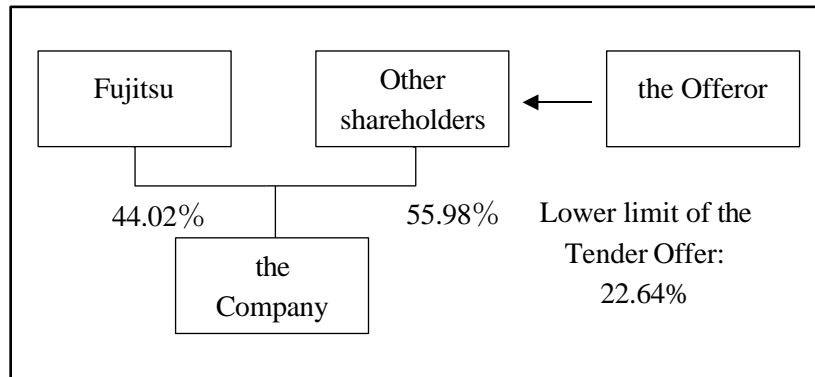 Fujitsu
Other
shareholders
the Offeror
44.02%
55.98%
Lower limit of the
Tender Offer:
22.64%
the
Company